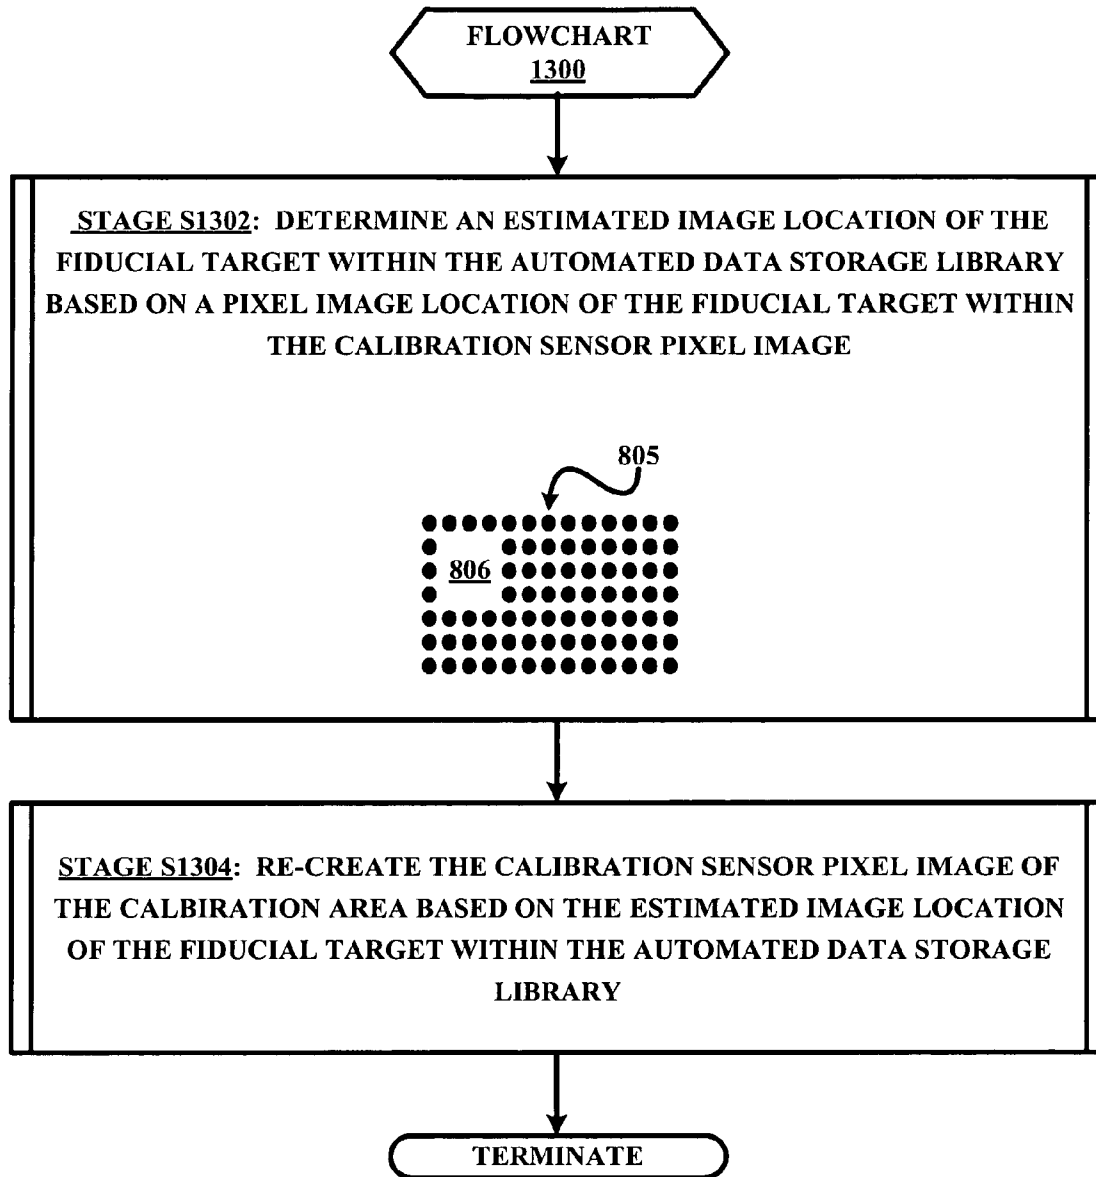 FLOWCHART
1300
STAGE S1302: DETERMINE AN ESTIMATED IMAGE LOCATION OF THE
FIDUCIAL TARGET WITHIN THE AUTOMATED DATA STORAGE LIBRARY
BASED ON A PIXEL IMAGE LOCATION OF THE FIDUCIAL TARGET WITHIN
THE CALIBRATION SENSOR PIXEL IMAGE
805
806
STAGE S1304: RE-CREATE THE CALIBRATION SENSOR PIXEL IMAGE OF
THE CALBIRATION AREA BASED ON THE ESTIMATED IMAGE LOCATION
OF THE FIDUCIAL TARGET WITHIN THE AUTOMATED DATA STORAGE
LIBRARY
TERMINATE